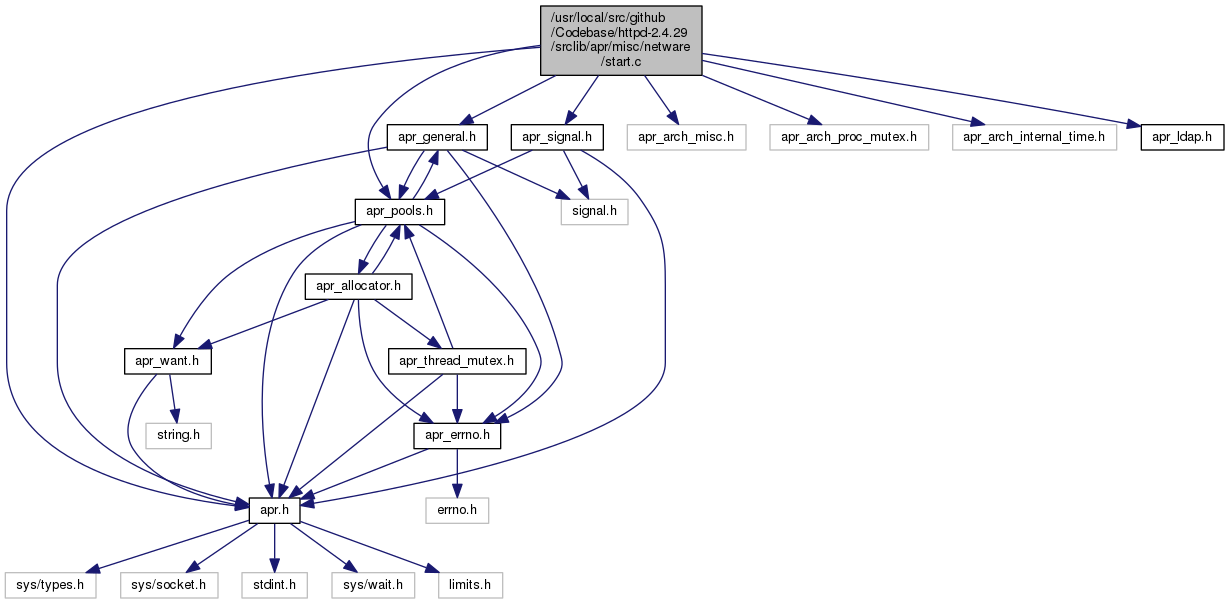 /usr/local/src/github
/Codebase/httpd-2.4.29
/srclib/apr/misc/netware
/start.c
apr_general.h
apr_signal.h
apr_arch_misc.h
apr_arch_proc_mutex.h
apr_arch_internal_time.h
apr_ldap.h
apr_pools.h
signal.h
apr_allocator.h
apr_want.h
apr_thread_mutex.h
string.h
apr_errno.h
apr.h
errno.h
sys/types.h
sys/socket.h
stdint.h
sys/wait.h
limits.h